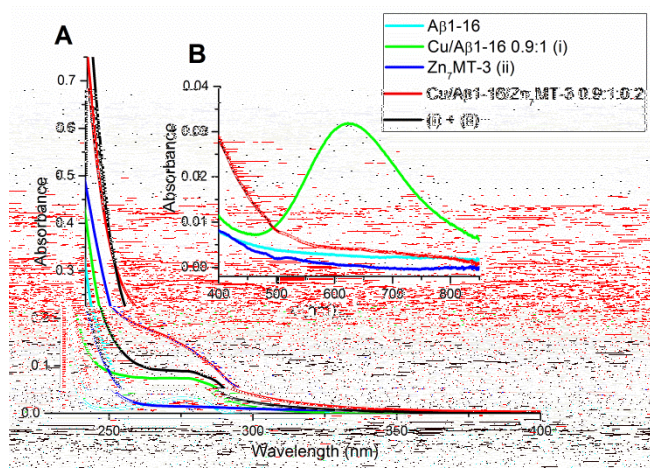 A
B
Aβ1-16
Cu/Aβ1-16 0.9:1 (i)
Zn₇MT-3 (ii)
Cu/Aβ1-16/Zn₇MT-3 0.9:1:0.2
(i) + (ii)
0.7
0.6
0.5
0.4
0.3
0.1
0.0
Absorbance
0.04
0.03
0.02
0.01
0.00
Absorbance
400
500
600
700
800
250
300
350
400
Wavelength (nm)